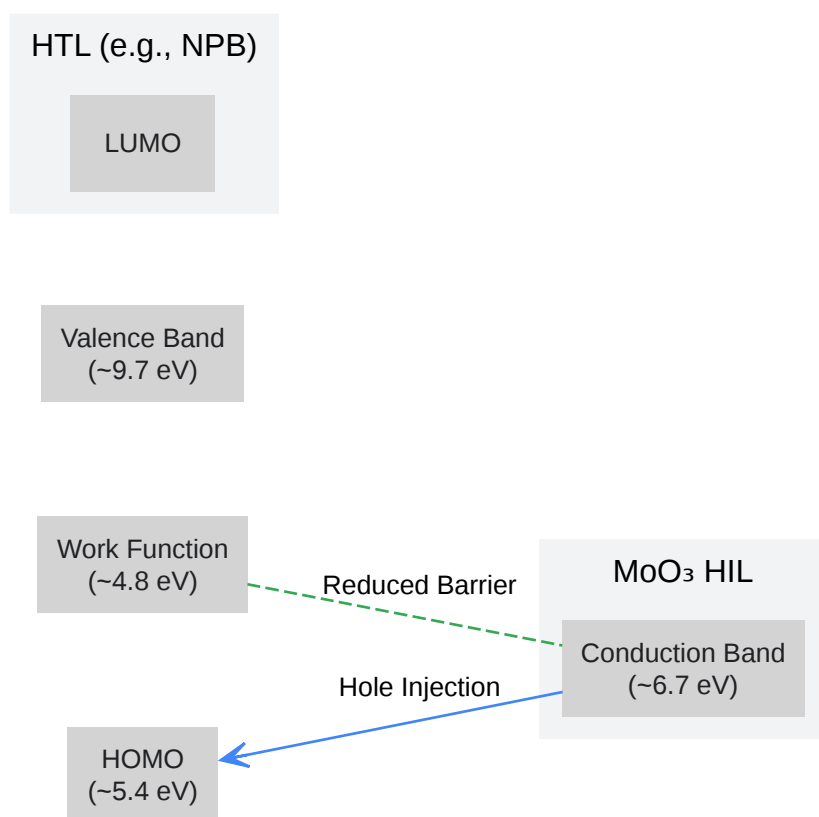 HTL (e.g., NPB)
LUMO
Valence Band
(~9.7 eV)
Work Function
(~4.8 eV)
Reduced Barrier
MoO₃ HIL
Conduction Band
(~6.7 eV)
Hole Injection
HOMO
(~5.4 eV)